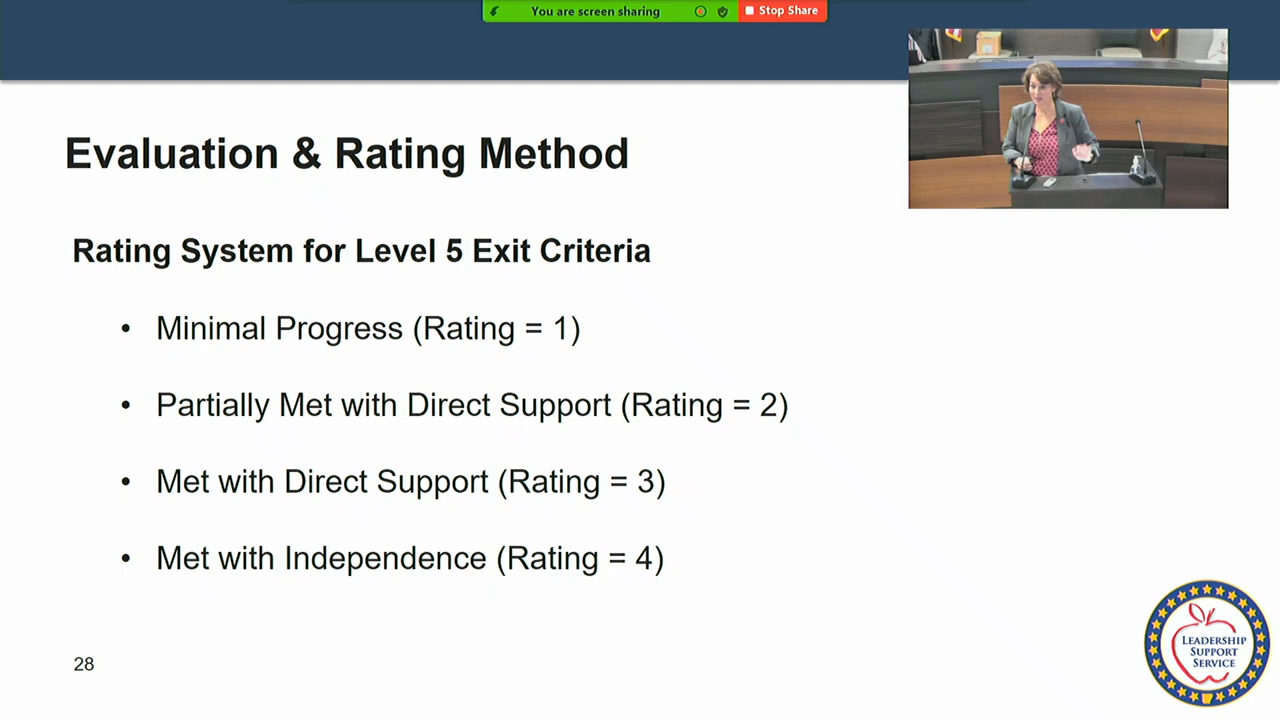 You are screen sharing
Stop Share
Evaluation & Rating Method
Rating System for Level 5 Exit Criteria
• Minimal Progress (Rating = 1)
• Partially Met with Direct Support (Rating = 2)
• Met with Direct Support (Rating = 3)
• Met with Independence (Rating = 4)
28
LEADERSHIP
SUPPORT
SERVICE